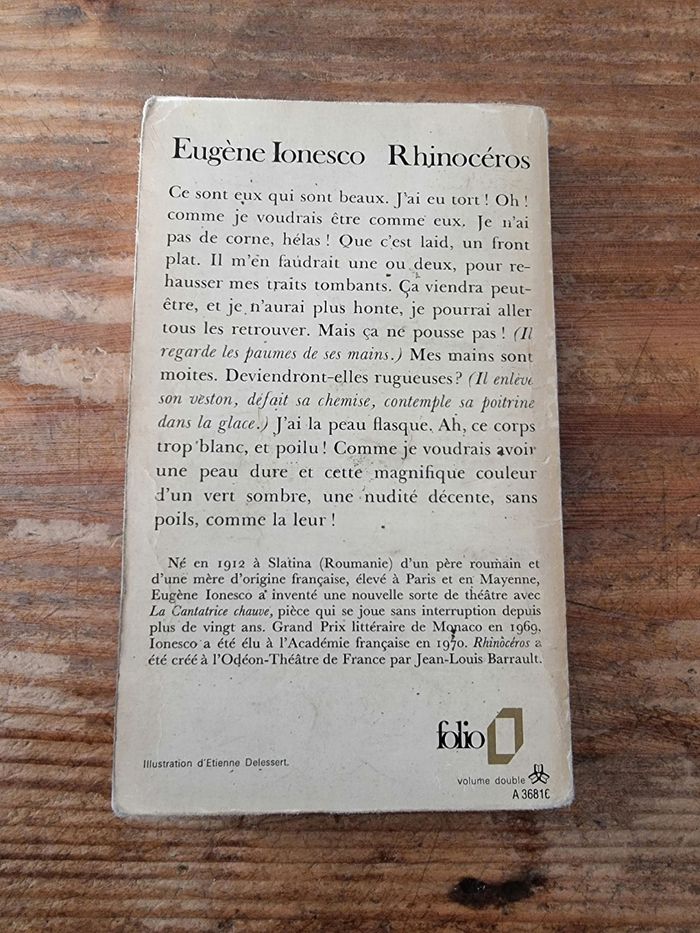 Eugène Ionesco Rhinocéros
Ce sont eux qui sont beaux. J'ai eu tort ! Oh !
comme je voudrais être comme eux. Je n'ai
pas de corne, hélas ! Que c'est laid, un front
plat. Il m'en faudrait une ou deux, pour re-
hausser mes traits tombants. Ça viendra peut-
être, et je n'aurai plus honte, je pourrai aller
tous les retrouver. Mais ça ne pousse pas ! (Il
regarde les paumes de ses mains.) Mes mains sont
moites. Deviendront-elles rugueuses ? (Il enlève
son veston, défait sa chemise, contemple sa poitrine
dans la glace.) J'ai la peau flasque. Ah, ce corps
trop blanc, et poilu ! Comme je voudrais avoir
une peau dure et cette magnifique couleur
d'un vert sombre, une nudité décente, sans
poils, comme la leur !
Né en 1912 à Slatina (Roumanie) d'un père roumain et
d'une mère d'origine française, élevé à Paris et en Mayenne,
Eugène Ionesco a inventé une nouvelle sorte de théâtre avec
La Cantatrice chauve, pièce qui se joue sans interruption depuis
plus de vingt ans. Grand Prix littéraire de Monaco en 1969,
Ionesco a été élu à l'Académie française en 1970. Rhinocéros a
été créé à l'Odéon-Théâtre de France par Jean-Louis Barrault.
folio
Illustration d'Etienne Delessert.
volume double
A 3681€